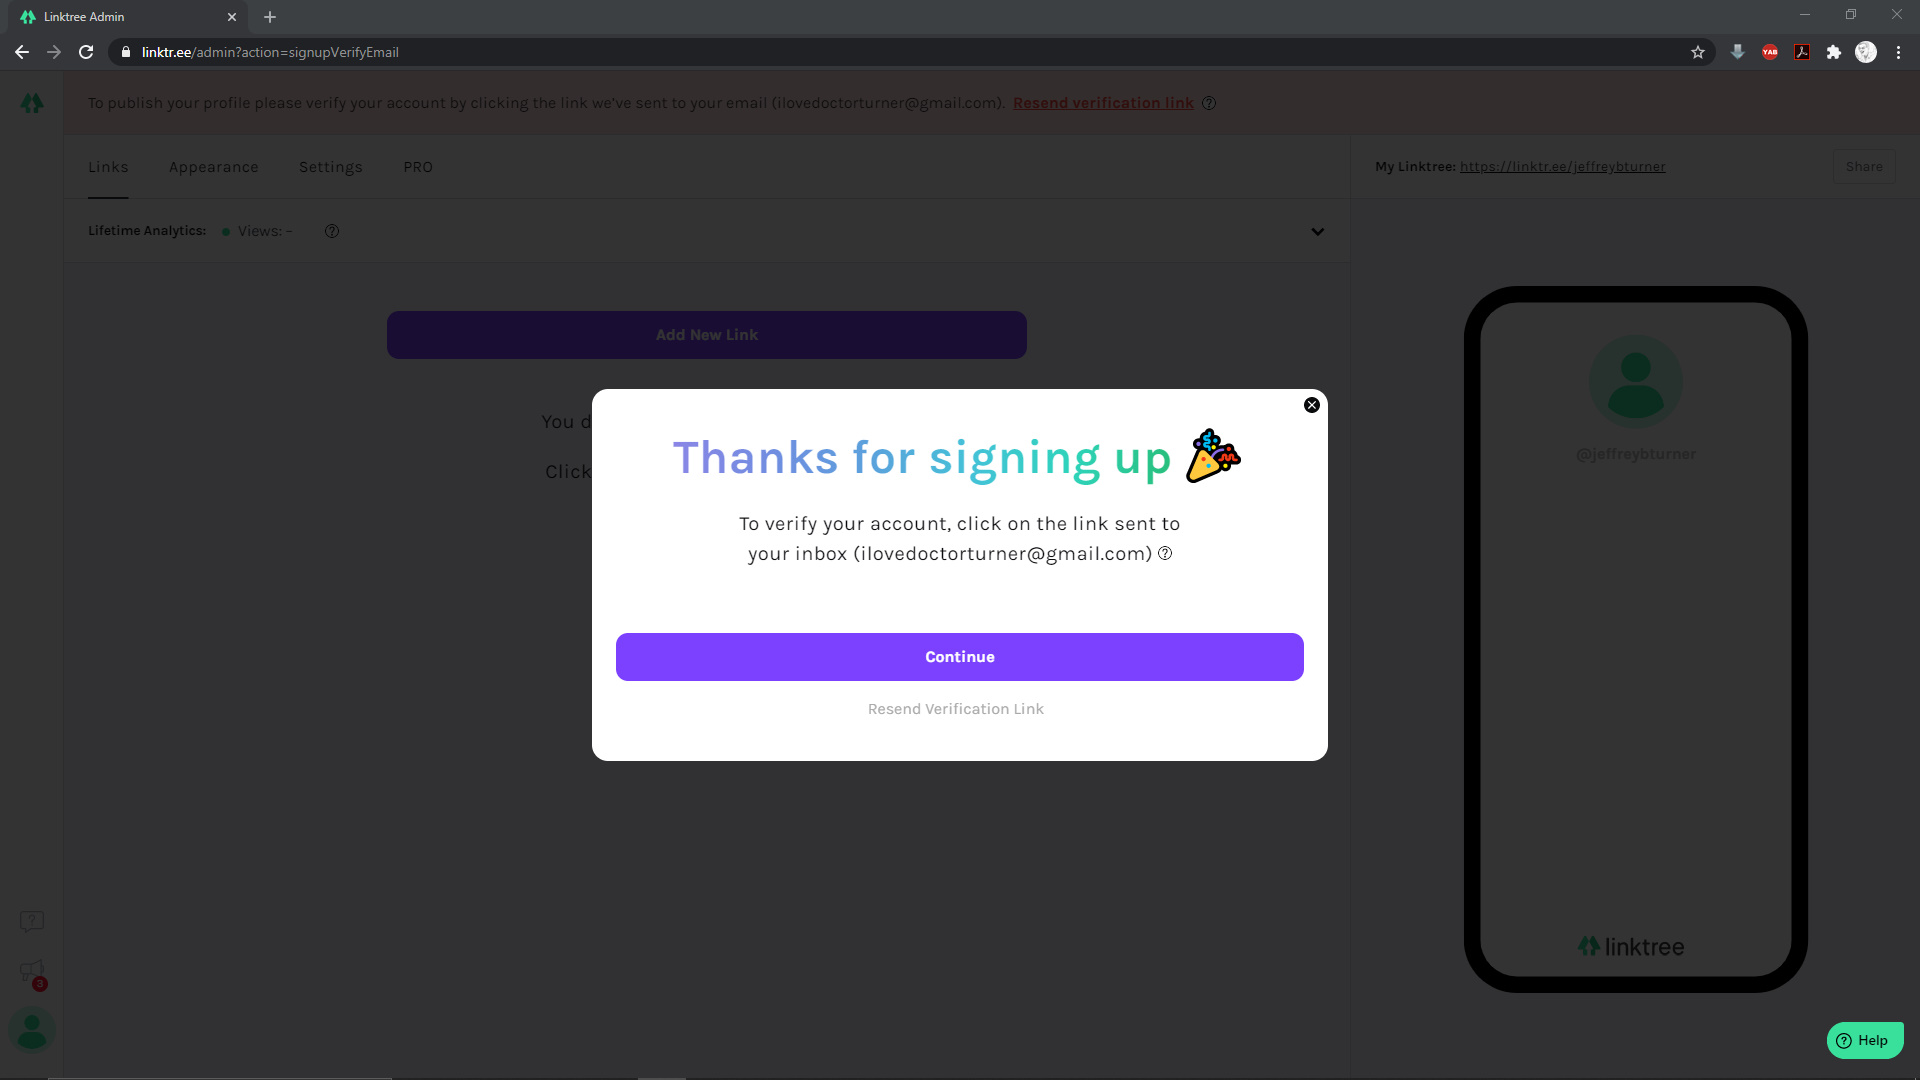 Linktree Admin
linktr.ee/admin?action=signupVerifyEmail
YAB
To publish your profile please verify your account by clicking the link we've sent to your email (ilovedoctorturner@gmail.com). Resend verification link
Links Appearance Settings PRO
My Linktree: https://linktr.ee/jeffreybturner
Share
Lifetime Analytics: Views: –
Add New Link
You d
Click
Thanks for signing up
To verify your account, click on the link sent to
your inbox (ilovedoctorturner@gmail.com)
Continue
Resend Verification Link
@jeffreybturner
linktree
3
Help